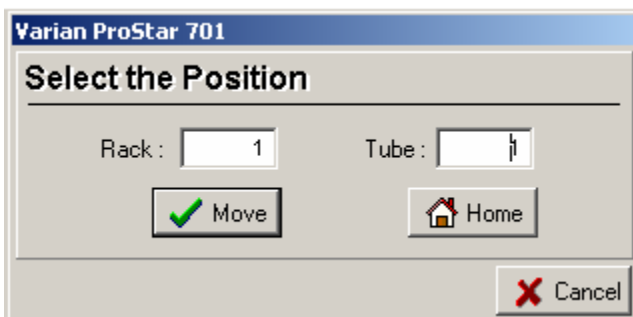 Varian ProStar 701
Select the Position
Rack : 1 Tube : 1
Move Home
Cancel